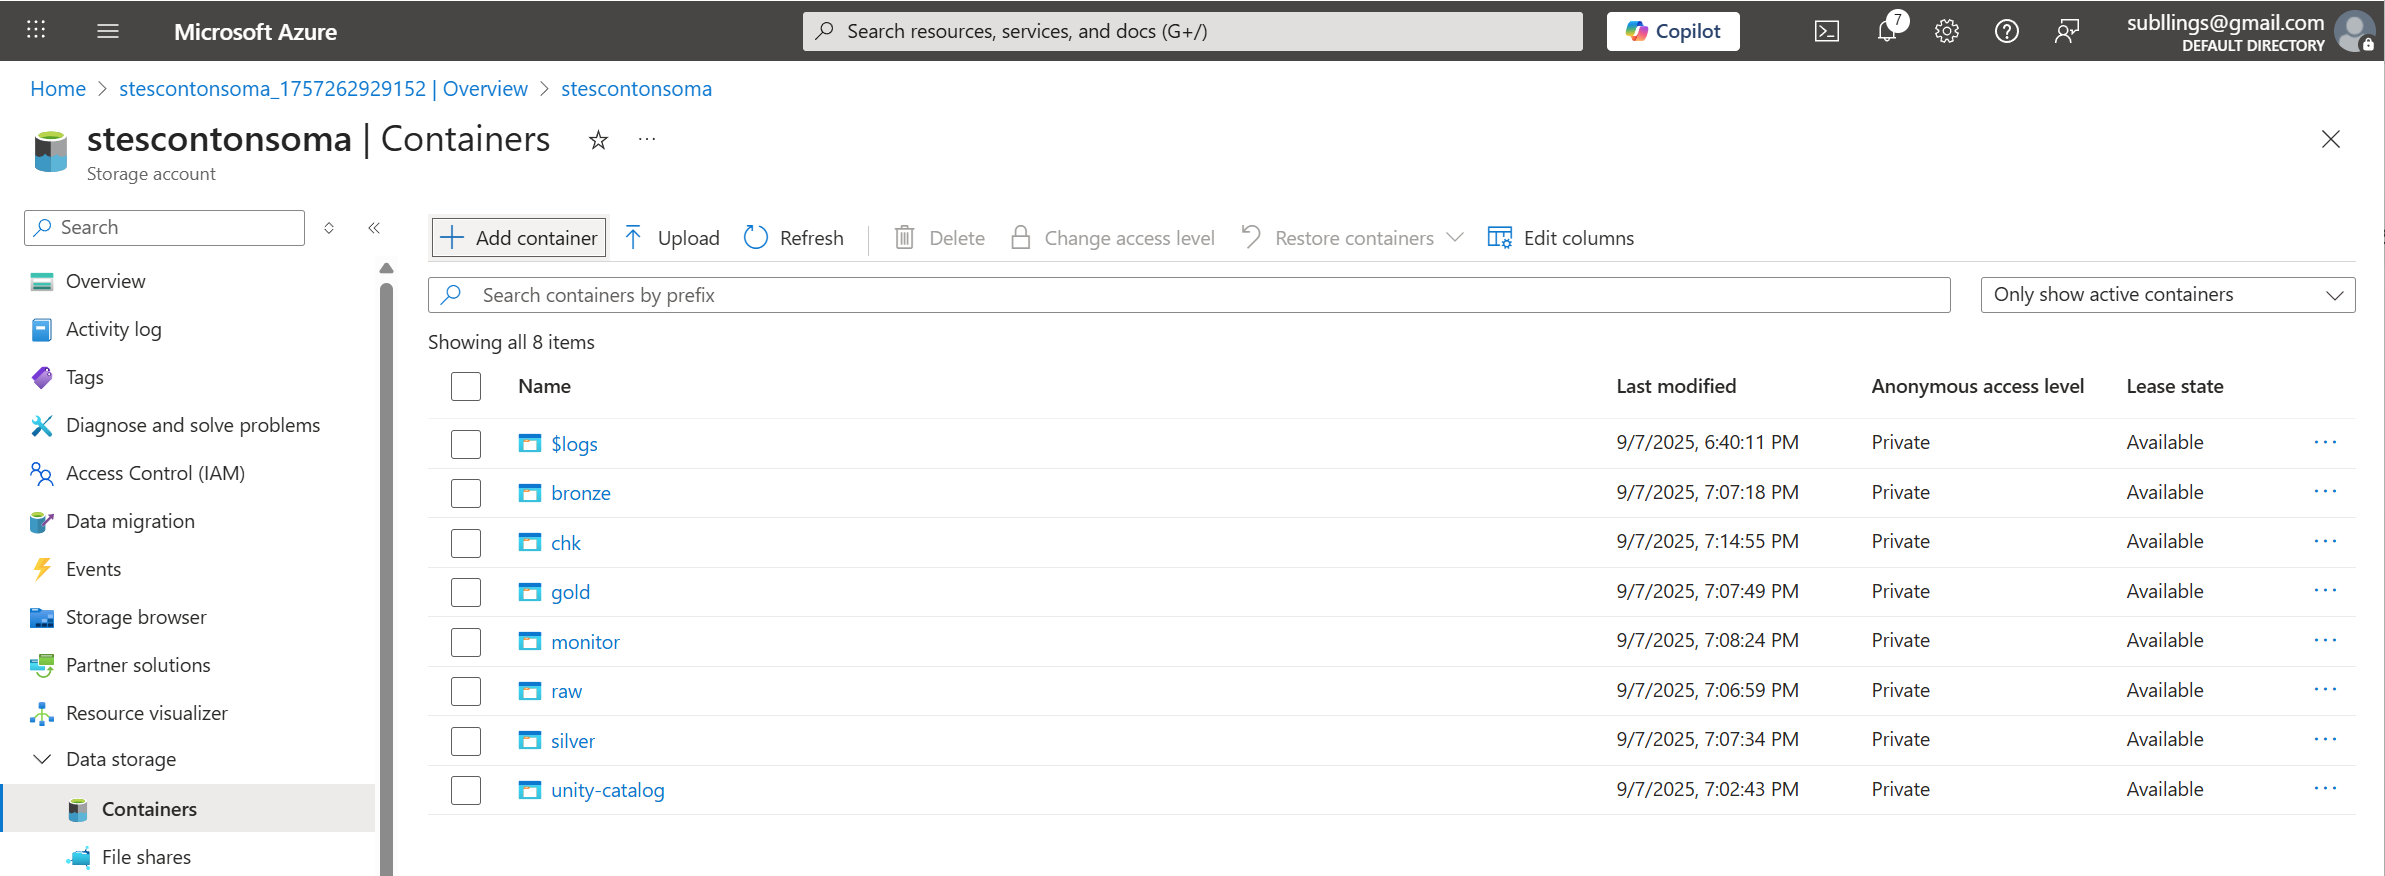 Microsoft Azure
Search resources, services, and docs (G+/)
Copilot
7
subllings@gmail.com
DEFAULT DIRECTORY
Home > stescontonsoma_1757262929152 | Overview > stescontonsoma
stescontonsoma | Containers
Storage account
Search
Add container
Upload
Refresh
Delete
Change access level
Restore containers
Edit columns
Overview
Activity log
Tags
Diagnose and solve problems
Access Control (IAM)
Data migration
Events
Storage browser
Partner solutions
Resource visualizer
Data storage
Containers
File shares
Search containers by prefix
Only show active containers
Showing all 8 items
Name Last modified Anonymous access level Lease state
$logs 9/7/2025, 6:40:11 PM Private Available
bronze 9/7/2025, 7:07:18 PM Private Available
chk 9/7/2025, 7:14:55 PM Private Available
gold 9/7/2025, 7:07:49 PM Private Available
monitor 9/7/2025, 7:08:24 PM Private Available
raw 9/7/2025, 7:06:59 PM Private Available
silver 9/7/2025, 7:07:34 PM Private Available
unity-catalog 9/7/2025, 7:02:43 PM Private Available